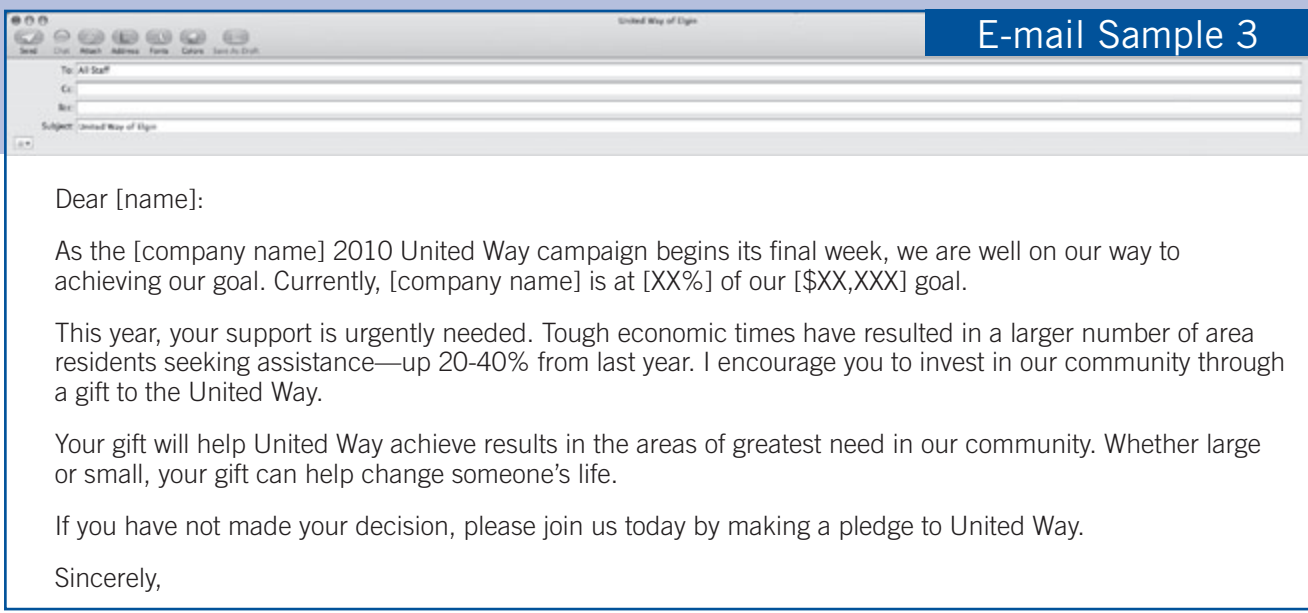 United Way of Elgin
E-mail Sample 3
Send Chat Attach Address Fonts Colors Save As Draft
To: All Staff
Cc:
Bcc:
Subject: United Way of Elgin
Dear [name]:
As the [company name] 2010 United Way campaign begins its final week, we are well on our way to
achieving our goal. Currently, [company name] is at [XX%] of our [$XX,XXX] goal.
This year, your support is urgently needed. Tough economic times have resulted in a larger number of area
residents seeking assistance—up 20-40% from last year. I encourage you to invest in our community through
a gift to the United Way.
Your gift will help United Way achieve results in the areas of greatest need in our community. Whether large
or small, your gift can help change someone’s life.
If you have not made your decision, please join us today by making a pledge to United Way.
Sincerely,